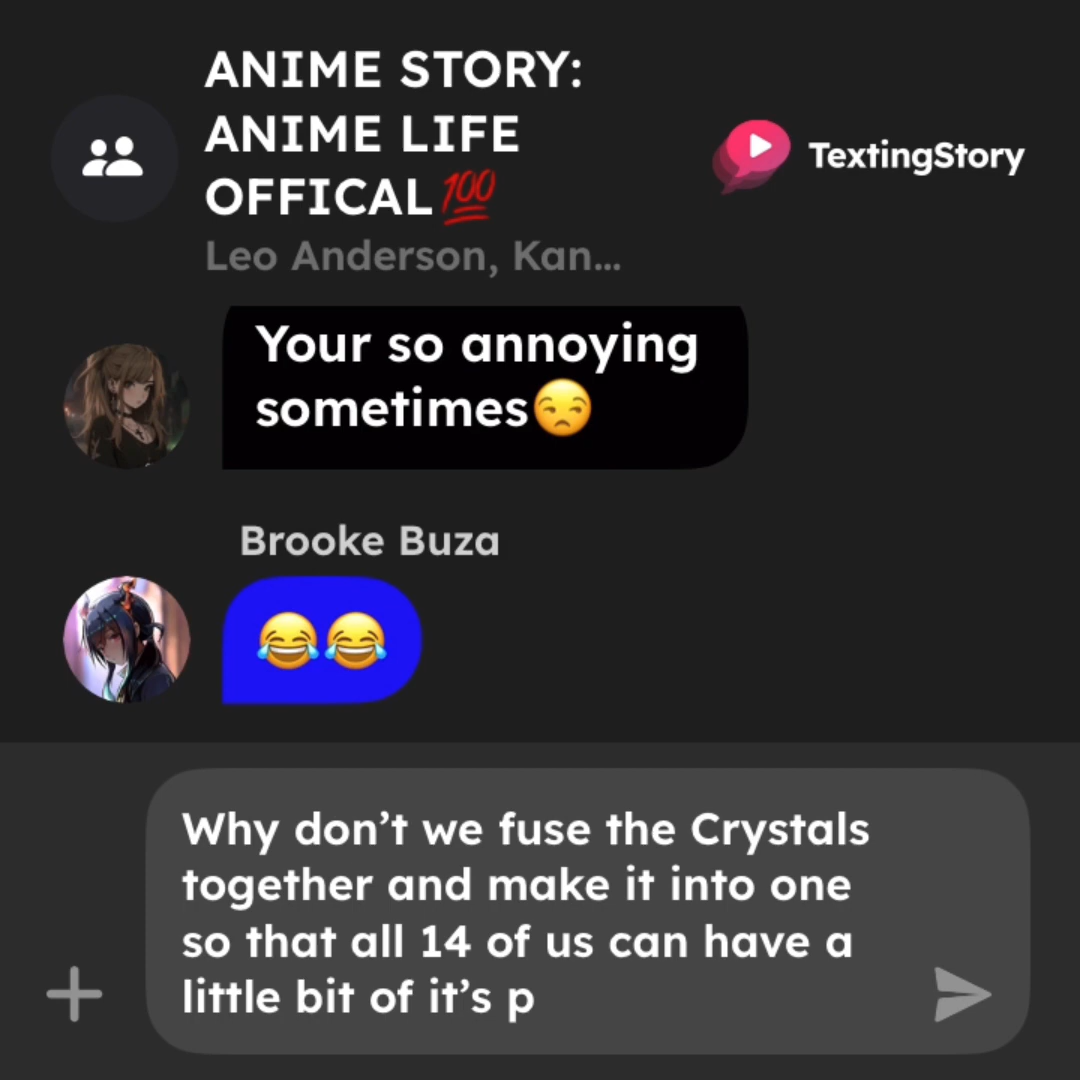 ANIME STORY:
ANIME LIFE
OFFICAL💯
Leo Anderson, Kan...
TextingStory
Your so annoying
sometimes😒
Brooke Buza
😂😂
Why don’t we fuse the Crystals
together and make it into one
so that all 14 of us can have a
little bit of it’s p